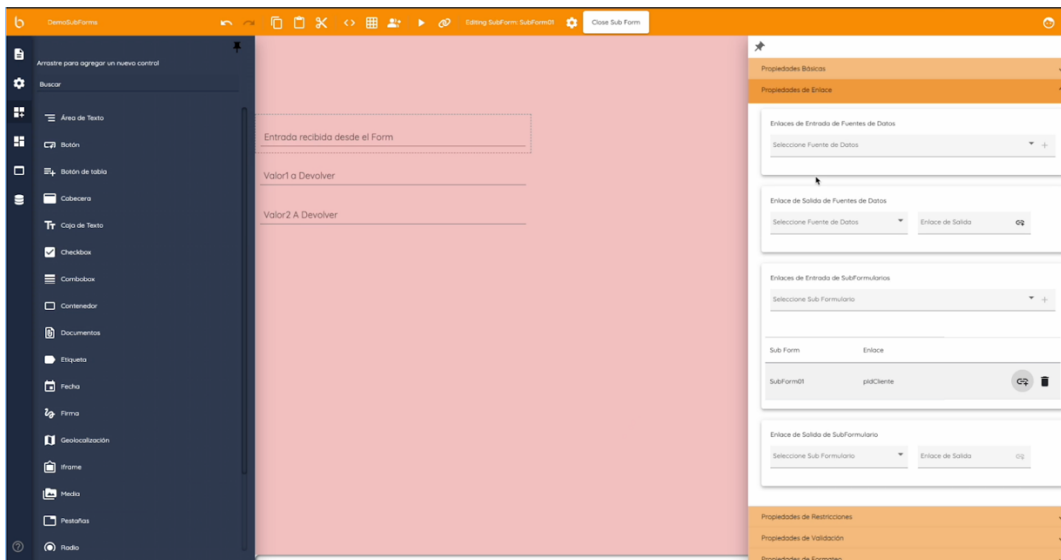 DemoSubForms
Editing SubForm: SubForm01
Close Sub Form
Arrastre para agregar un nuevo control
Buscar
Área de Texto
Botón
Botón de tabla
Cabecera
Caja de Texto
Checkbox
Combobox
Contenedor
Documentos
Etiqueta
Fecha
Firma
Geolocalización
Iframe
Media
Pestañas
Radio
Entrada recibida desde el Form
Valor1 a Devolver
Valor2 A Devolver
Propiedades Básicas
Propiedades de Enlace
Enlaces de Entrada de Fuentes de Datos
Seleccione Fuente de Datos
Enlace de Salida de Fuentes de Datos
Seleccione Fuente de Datos Enlace de Salida
Enlaces de Entrada de SubFormularios
Seleccione Sub Formulario
Sub Form Enlace
SubForm01 pIdCliente
Enlace de Salida de SubFormulario
Seleccione Sub Formulario Enlace de Salida
Propiedades de Restricciones
Propiedades de Validación
Propiedades de Formateo